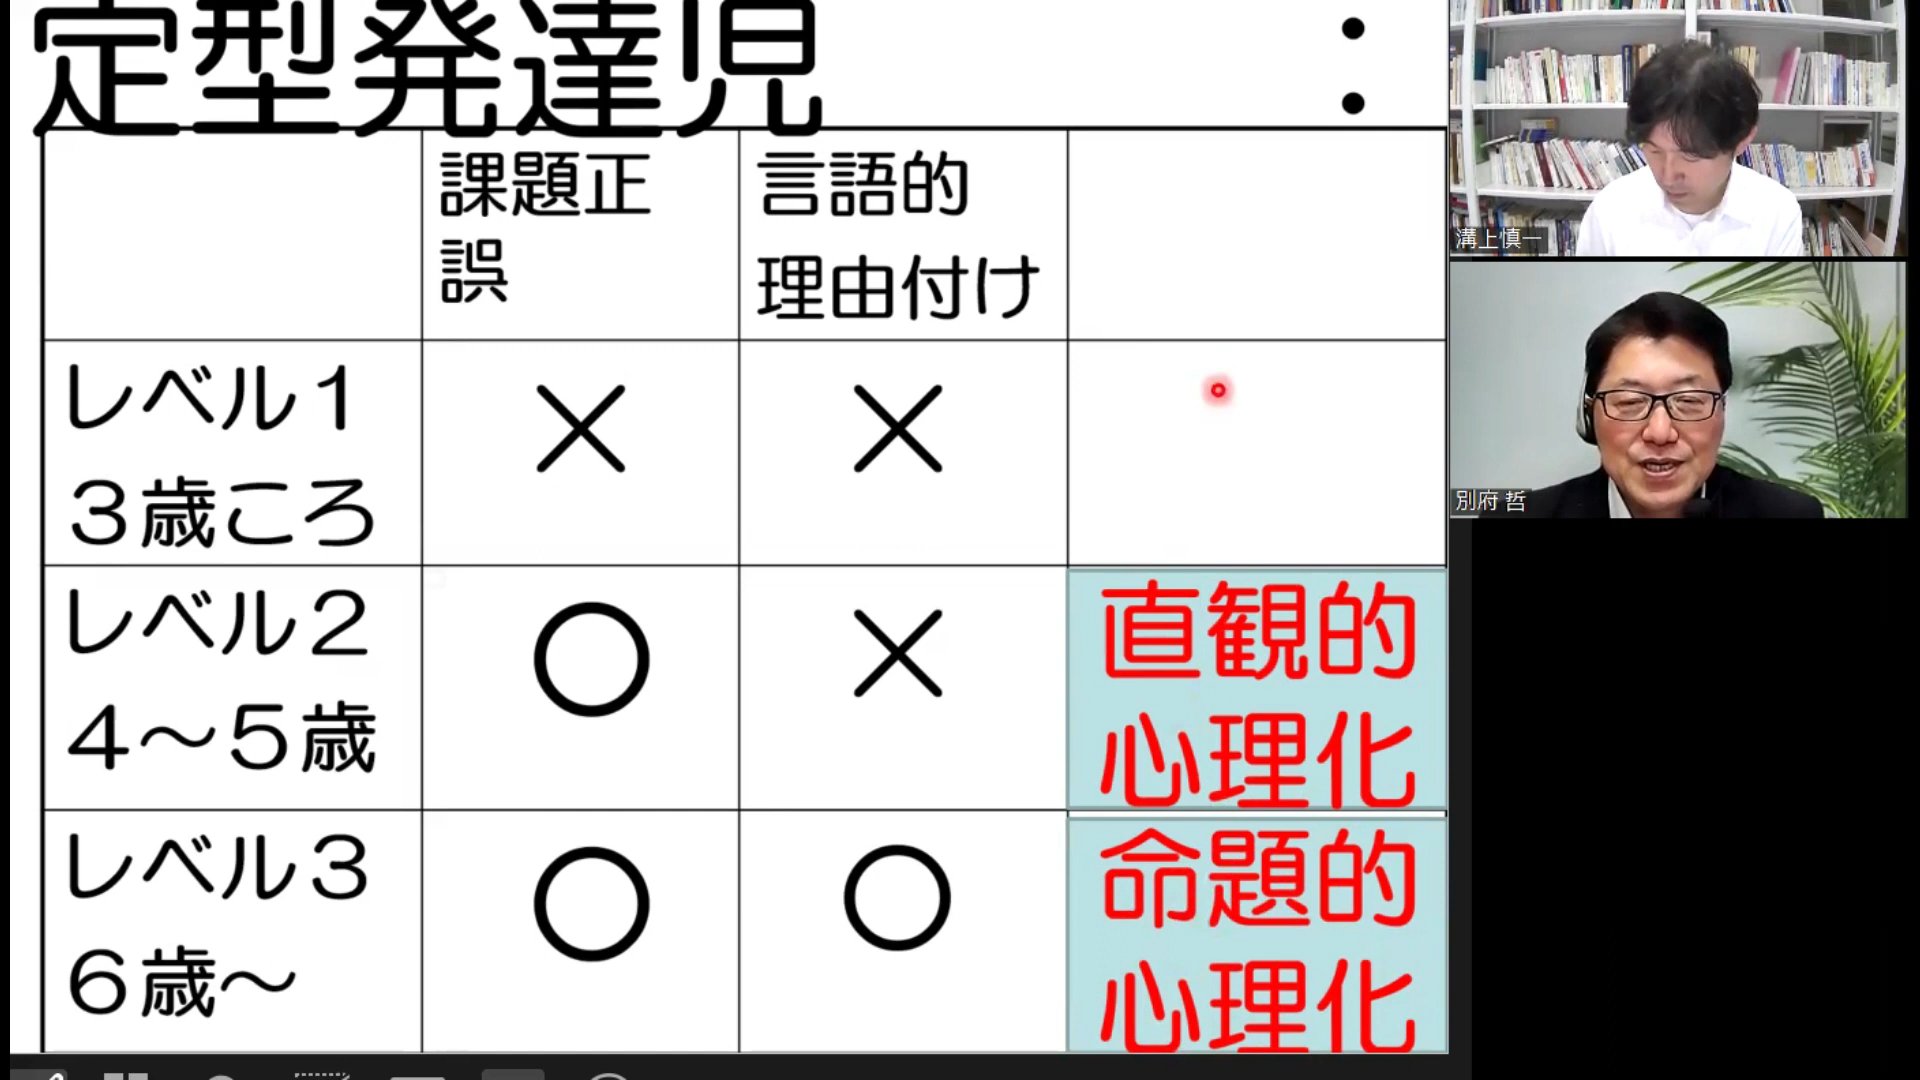 定型発達児 ：
課題正
誤
言語的
理由付け
レベル１
３歳ころ
×
×
レベル２
４～５歳
○
×
直観的
心理化
レベル３
６歳～
○
○
命題的
心理化
溝上慎一
別府 哲